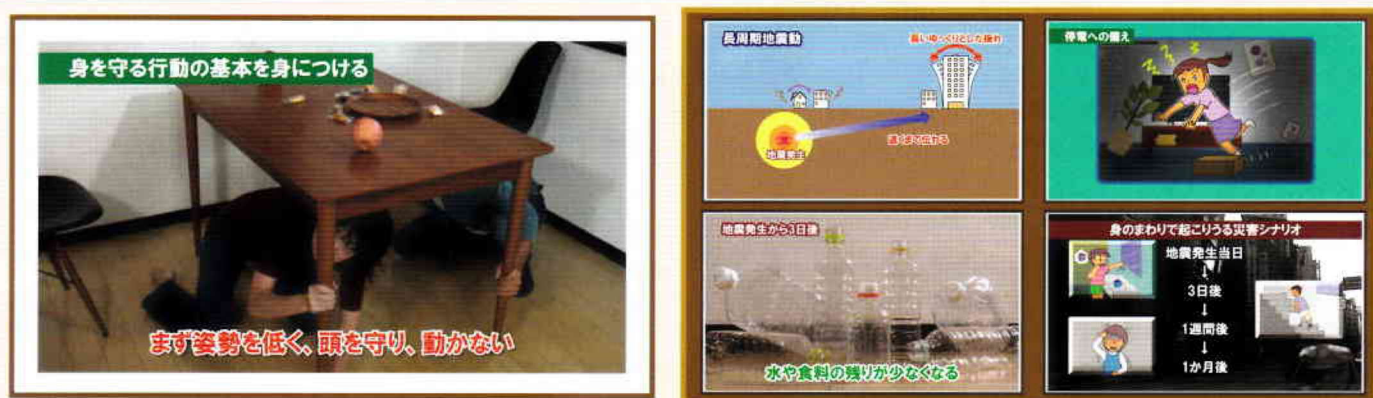 身を守る行動の基本を身につける
まず姿勢を低く、頭を守り、動かない
長周期地震動
長いゆっくりとした揺れ
地震発生
遠くまで伝わる
停電への備え
地震発生から3日後
水や食料の残りが少なくなる
身のまわりで起こりうる災害シナリオ
地震発生当日
↓
3日後
↓
1週間後
↓
1か月後